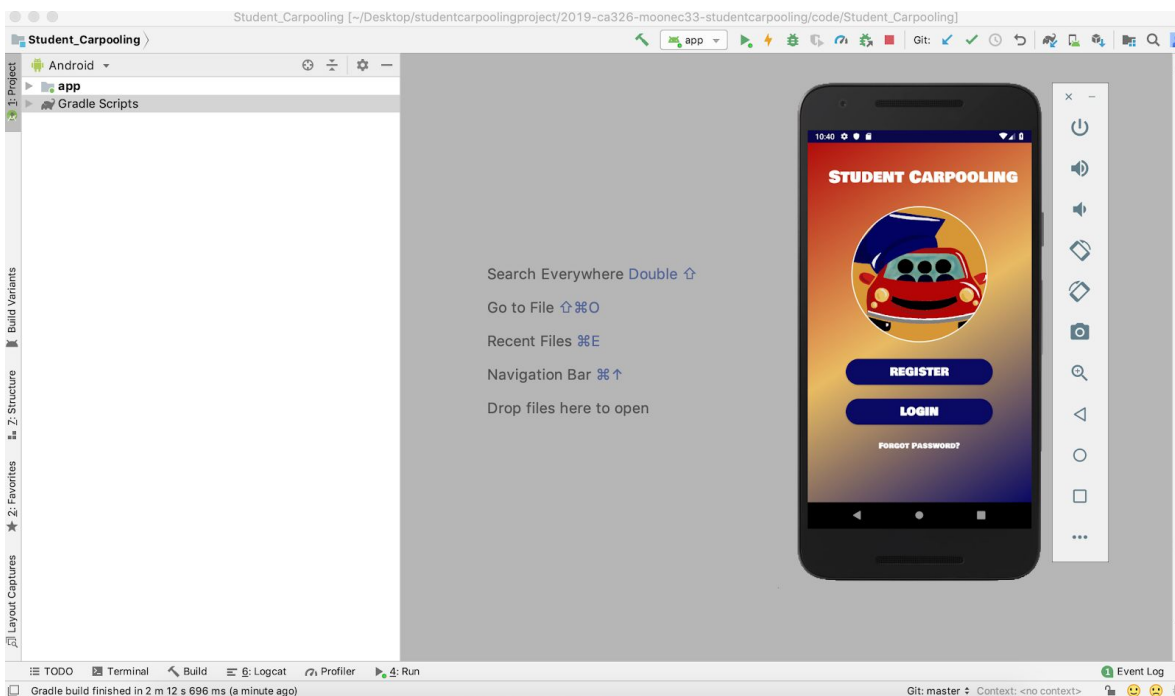 Student_Carpooling [~/Desktop/studentcarpoolingproject/2019-ca326-moonec33-studentcarpooling/code/Student_Carpooling]
Student_Carpooling
app
Git:
1: Project
Android
app
Gradle Scripts
Build Variants
Z: Structure
2: Favorites
Layout Captures
Search Everywhere Double ⇧
Go to File ⇧⌘O
Recent Files ⌘E
Navigation Bar ⌘↑
Drop files here to open
10:40
Student Carpooling
REGISTER
LOGIN
Forgot Password?
TODO
Terminal
Build
6: Logcat
Profiler
4: Run
1 Event Log
Gradle build finished in 2 m 12 s 696 ms (a minute ago)
Git: master
Context: <no context>